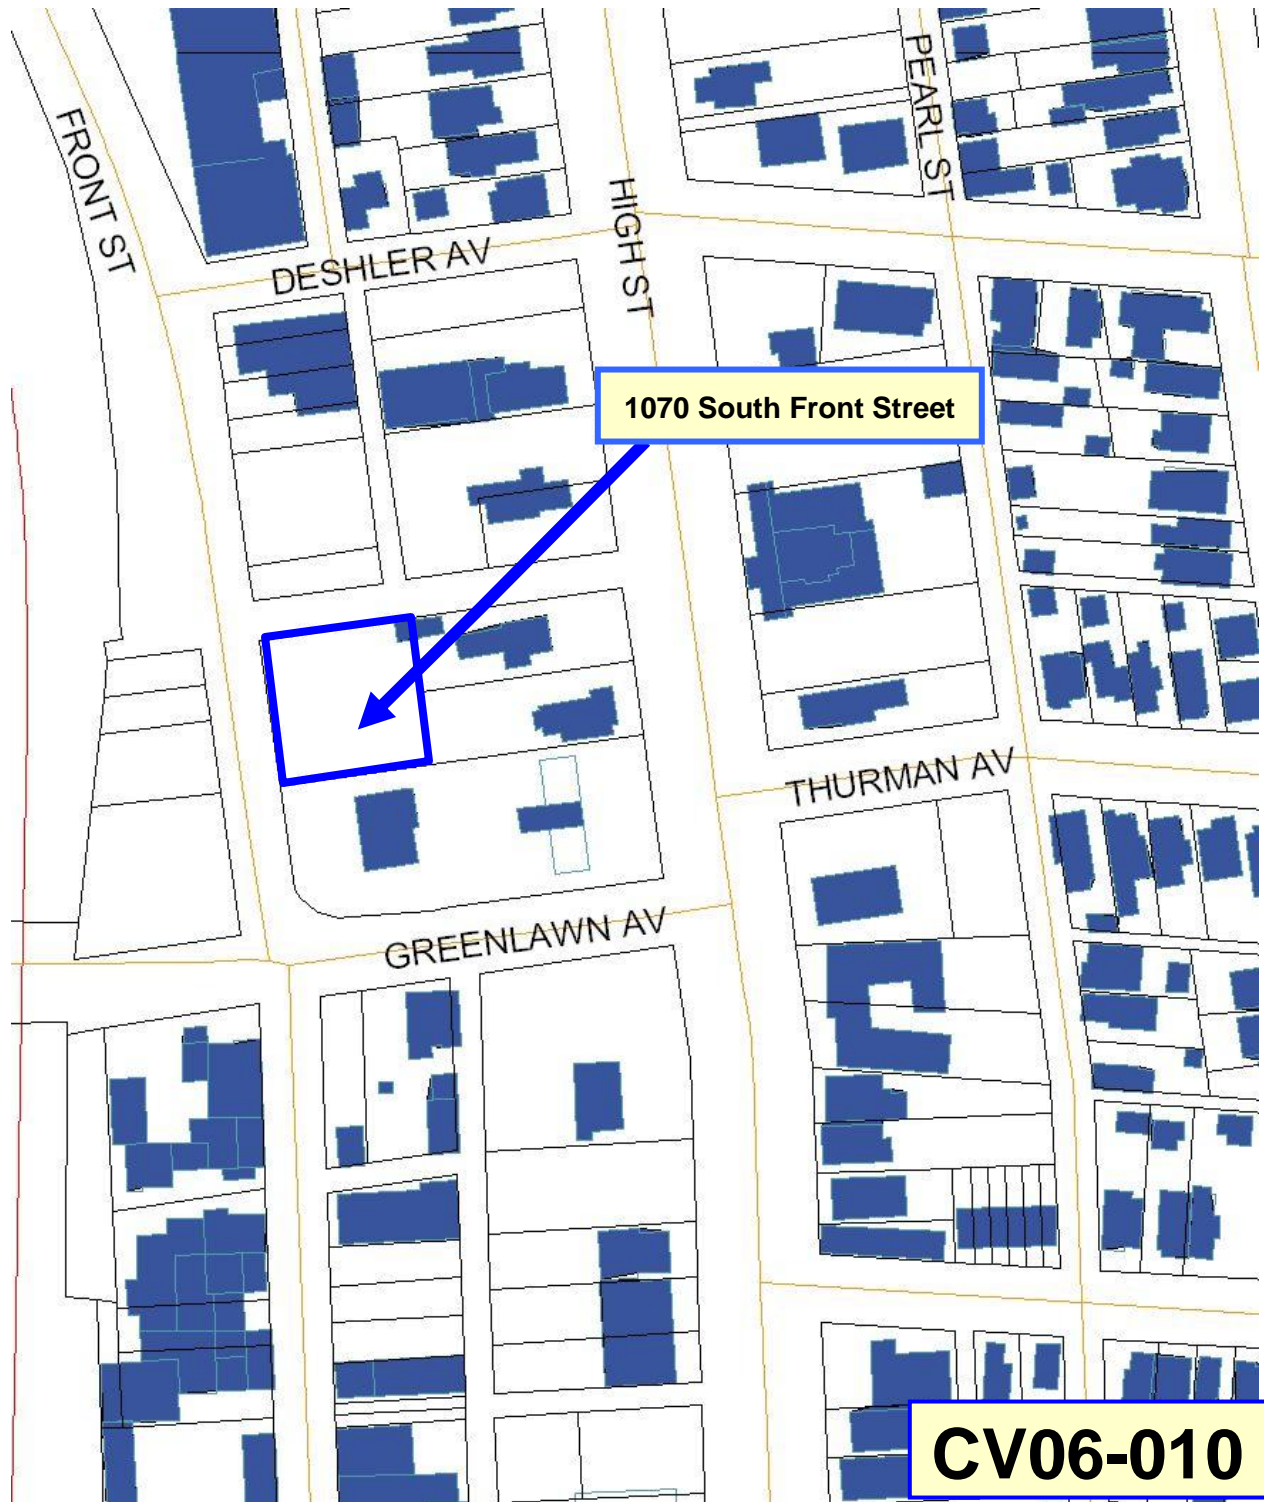 PEARL ST
FRONT ST
HIGH ST
DESHLER AV
1070 South Front Street
THURMAN AV
GREENLAWN AV
CV06-010